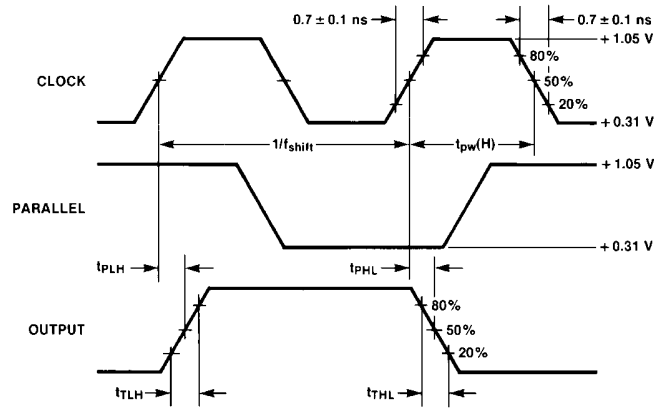 0.7 ± 0.1 ns
0.7 ± 0.1 ns
+ 1.05 V
80%
CLOCK
50%
20%
+ 0.31 V
1/fshift
tpw(H)
+ 1.05 V
PARALLEL
+ 0.31 V
tPLH
tPHL
80%
OUTPUT
50%
20%
tTLH
tTHL